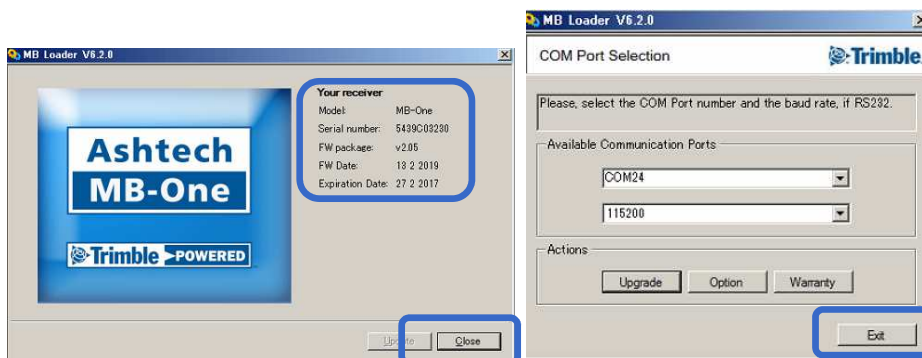 MB Loader V6.2.0
Ashtech
MB-One
Trimble POWERED
Your receiver
Model: MB-One
Serial number: 5439C03230
FW package: v2.05
FW Date: 13 2 2019
Expiration Date: 27 2 2017
Update
Close
MB Loader V6.2.0
COM Port Selection
Trimble
Please, select the COM Port number and the baud rate, if RS232.
Available Communication Ports
COM24
115200
Actions
Upgrade Option Warranty
Exit